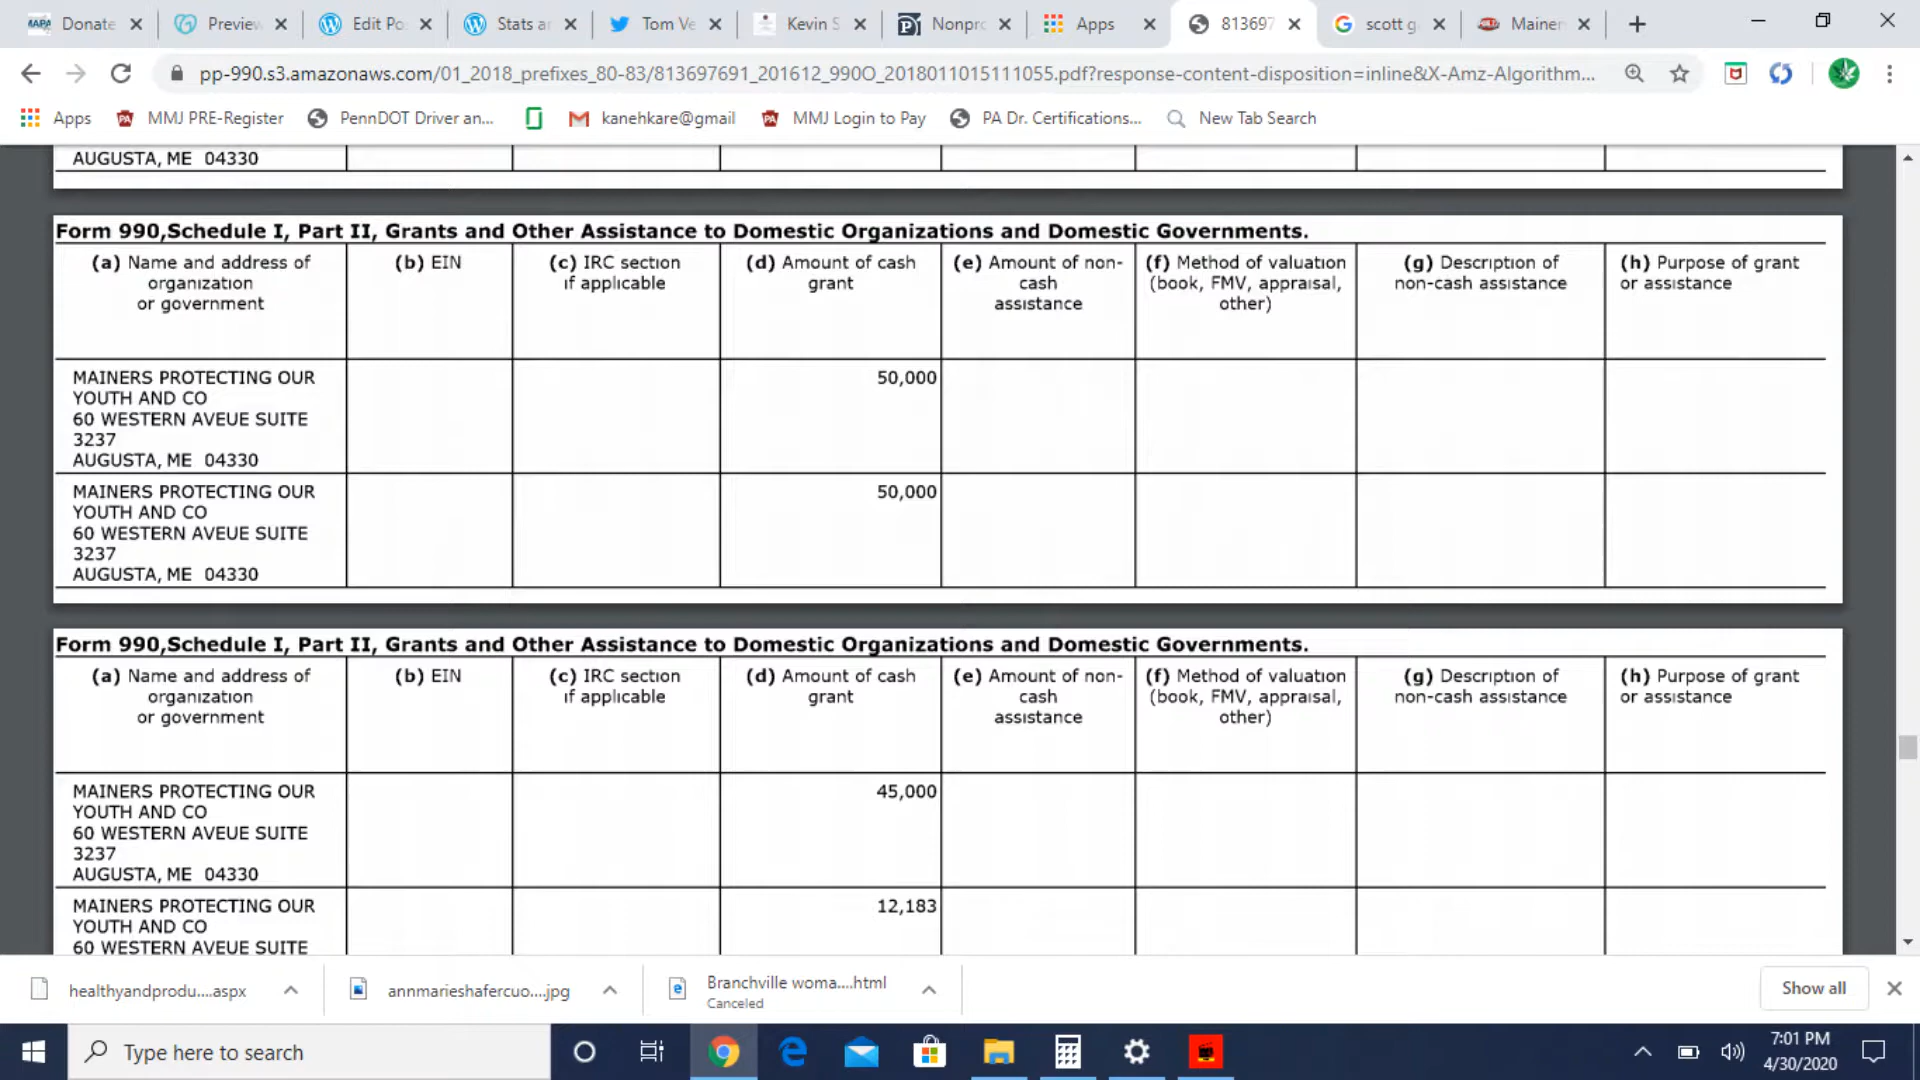 Donate
Preview
Edit Po
Stats ar
Tom Ve
Kevin S
Nonpro
Apps
813697
scott g
Mainer
pp-990.s3.amazonaws.com/01_2018_prefixes_80-83/813697691_201612_990O_2018011015111055.pdf?response-content-disposition=inline&X-Amz-Algorithm...
Apps
MMJ PRE-Register
PennDOT Driver an...
kanehkare@gmail
MMJ Login to Pay
PA Dr. Certifications...
New Tab Search
AUGUSTA, ME 04330
Form 990,Schedule I, Part II, Grants and Other Assistance to Domestic Organizations and Domestic Governments.
(a) Name and address of
organization
or government
(b) EIN
(c) IRC section
if applicable
(d) Amount of cash
grant
(e) Amount of non-
cash
assistance
(f) Method of valuation
(book, FMV, appraisal,
other)
(g) Description of
non-cash assistance
(h) Purpose of grant
or assistance
MAINERS PROTECTING OUR
YOUTH AND CO
60 WESTERN AVEUE SUITE
3237
AUGUSTA, ME 04330
50,000
MAINERS PROTECTING OUR
YOUTH AND CO
60 WESTERN AVEUE SUITE
3237
AUGUSTA, ME 04330
50,000
Form 990,Schedule I, Part II, Grants and Other Assistance to Domestic Organizations and Domestic Governments.
(a) Name and address of
organization
or government
(b) EIN
(c) IRC section
if applicable
(d) Amount of cash
grant
(e) Amount of non-
cash
assistance
(f) Method of valuation
(book, FMV, appraisal,
other)
(g) Description of
non-cash assistance
(h) Purpose of grant
or assistance
MAINERS PROTECTING OUR
YOUTH AND CO
60 WESTERN AVEUE SUITE
3237
AUGUSTA, ME 04330
45,000
MAINERS PROTECTING OUR
YOUTH AND CO
60 WESTERN AVEUE SUITE
12,183
healthyandprodu....aspx
annmarieshafercuo....jpg
Branchville woma....html
Canceled
Show all
Type here to search
7:01 PM
4/30/2020